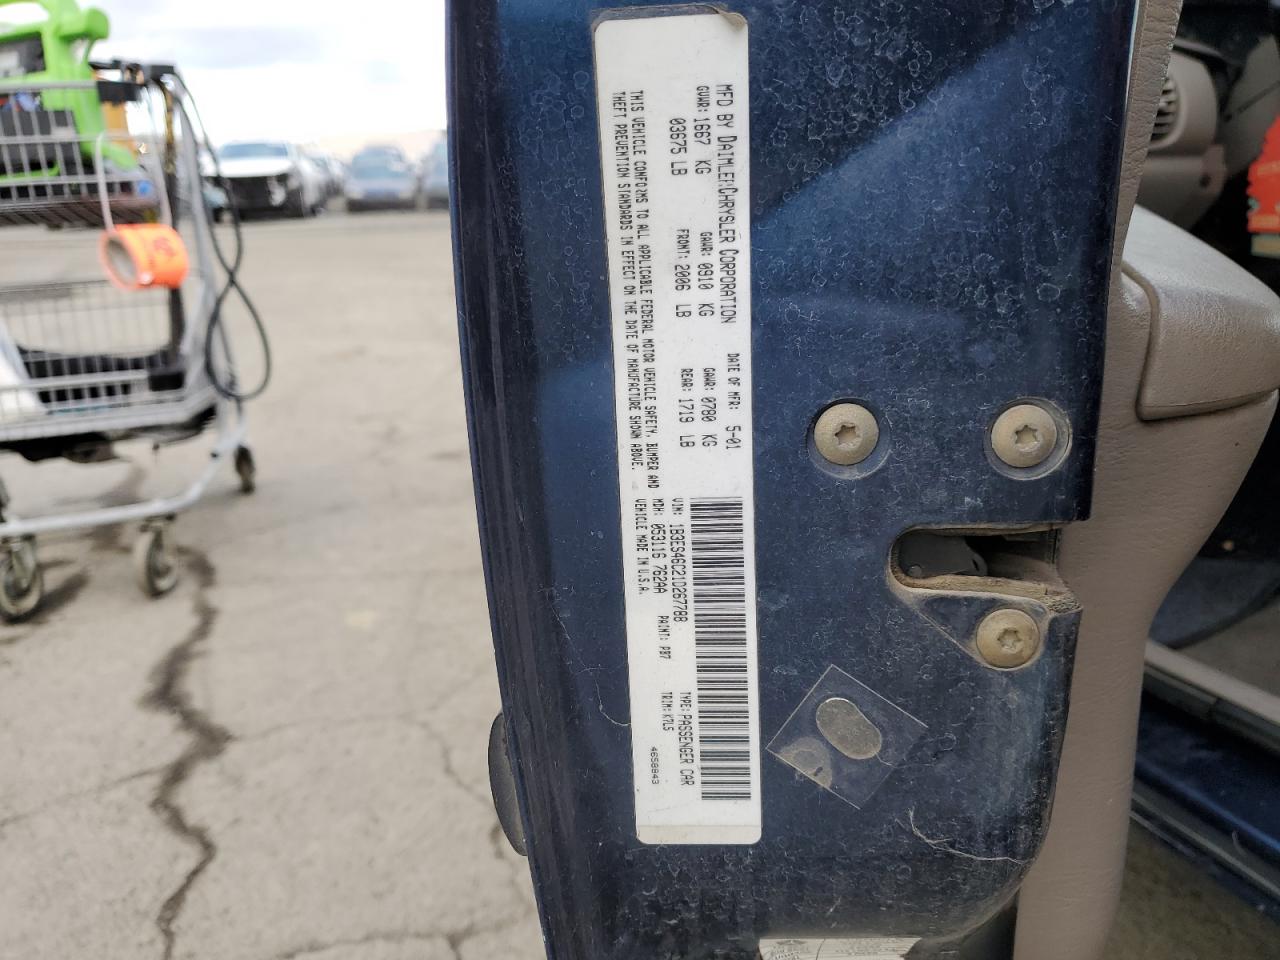 MFD BY DAIMLERCHRYSLER CORPORATION DATE OF MFR: 5-01
GVWR: 1667 KG GAWR: 0910 KG GAWR: 0780 KG
03675 LB FRONT: 2006 LB REAR: 1719 LB
THIS VEHICLE CONFORMS TO ALL APPLICABLE FEDERAL MOTOR VEHICLE SAFETY, BUMPER AND
THEFT PREVENTION STANDARDS IN EFFECT ON THE DATE OF MANUFACTURE SHOWN ABOVE.
VIN: 1B3ES46C21D267788 TYPE: PASSENGER CAR
MDH: 053116 762AA PAINT: PB7 TRIM: K7L5
VEHICLE MADE IN U.S.A. 4658843